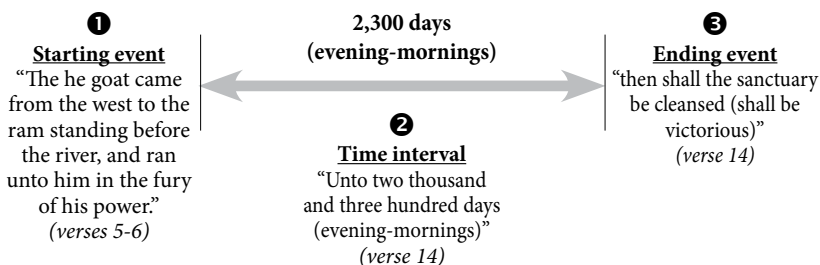 ❶
Starting event
“The he goat came
from the west to the
ram standing before
the river, and ran
unto him in the fury
of his power.”
(verses 5-6)
2,300 days
(evening-mornings)
❷
Time interval
“Unto two thousand
and three hundred days
(evening-mornings)”
(verse 14)
❸
Ending event
“then shall the sanctuary
be cleansed (shall be
victorious)”
(verse 14)